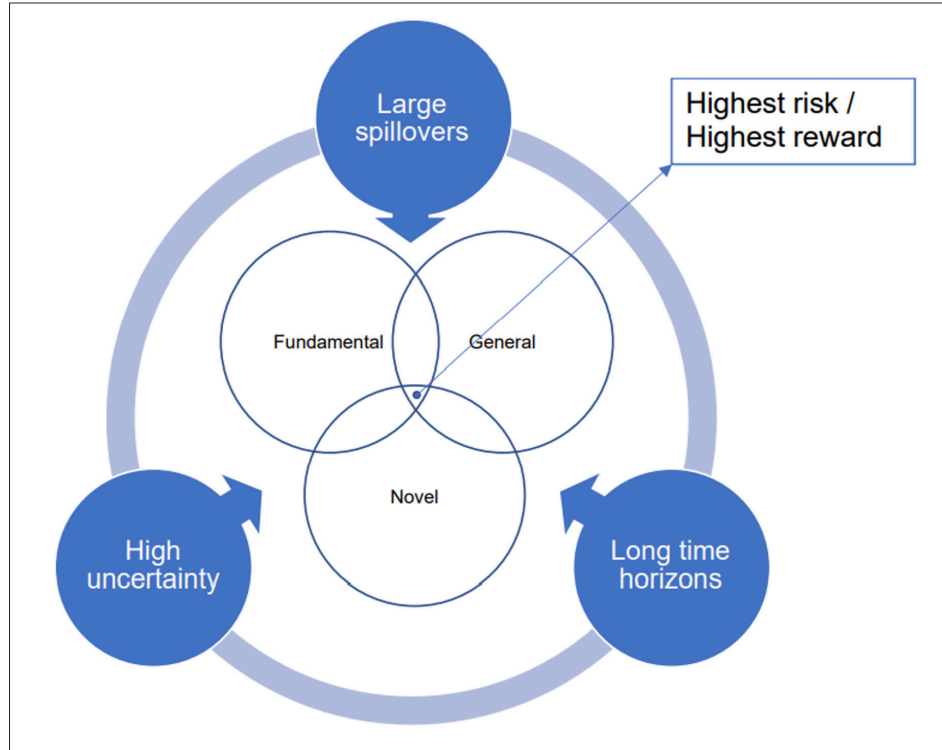 Large
spillovers
Highest risk /
Highest reward
Fundamental
General
Novel
High
uncertainty
Long time
horizons